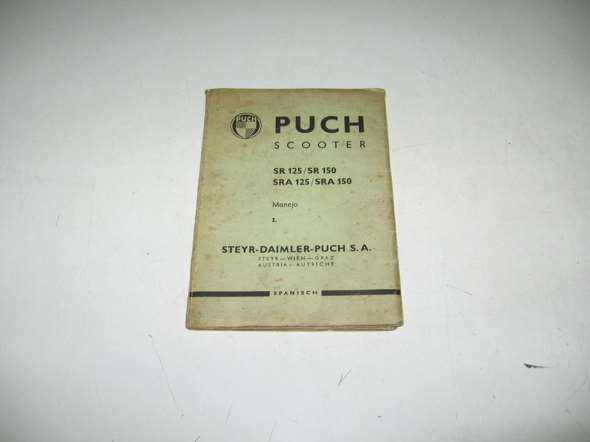 PUCH
PUCH
SCOOTER
SR 125/SR 150
SRA 125/SRA 150
Manejo
I.
STEYR-DAIMLER-PUCH S.A.
STEYR—WIEN—GRAZ
AUSTRIA—AUTRICHE
SPANISCH